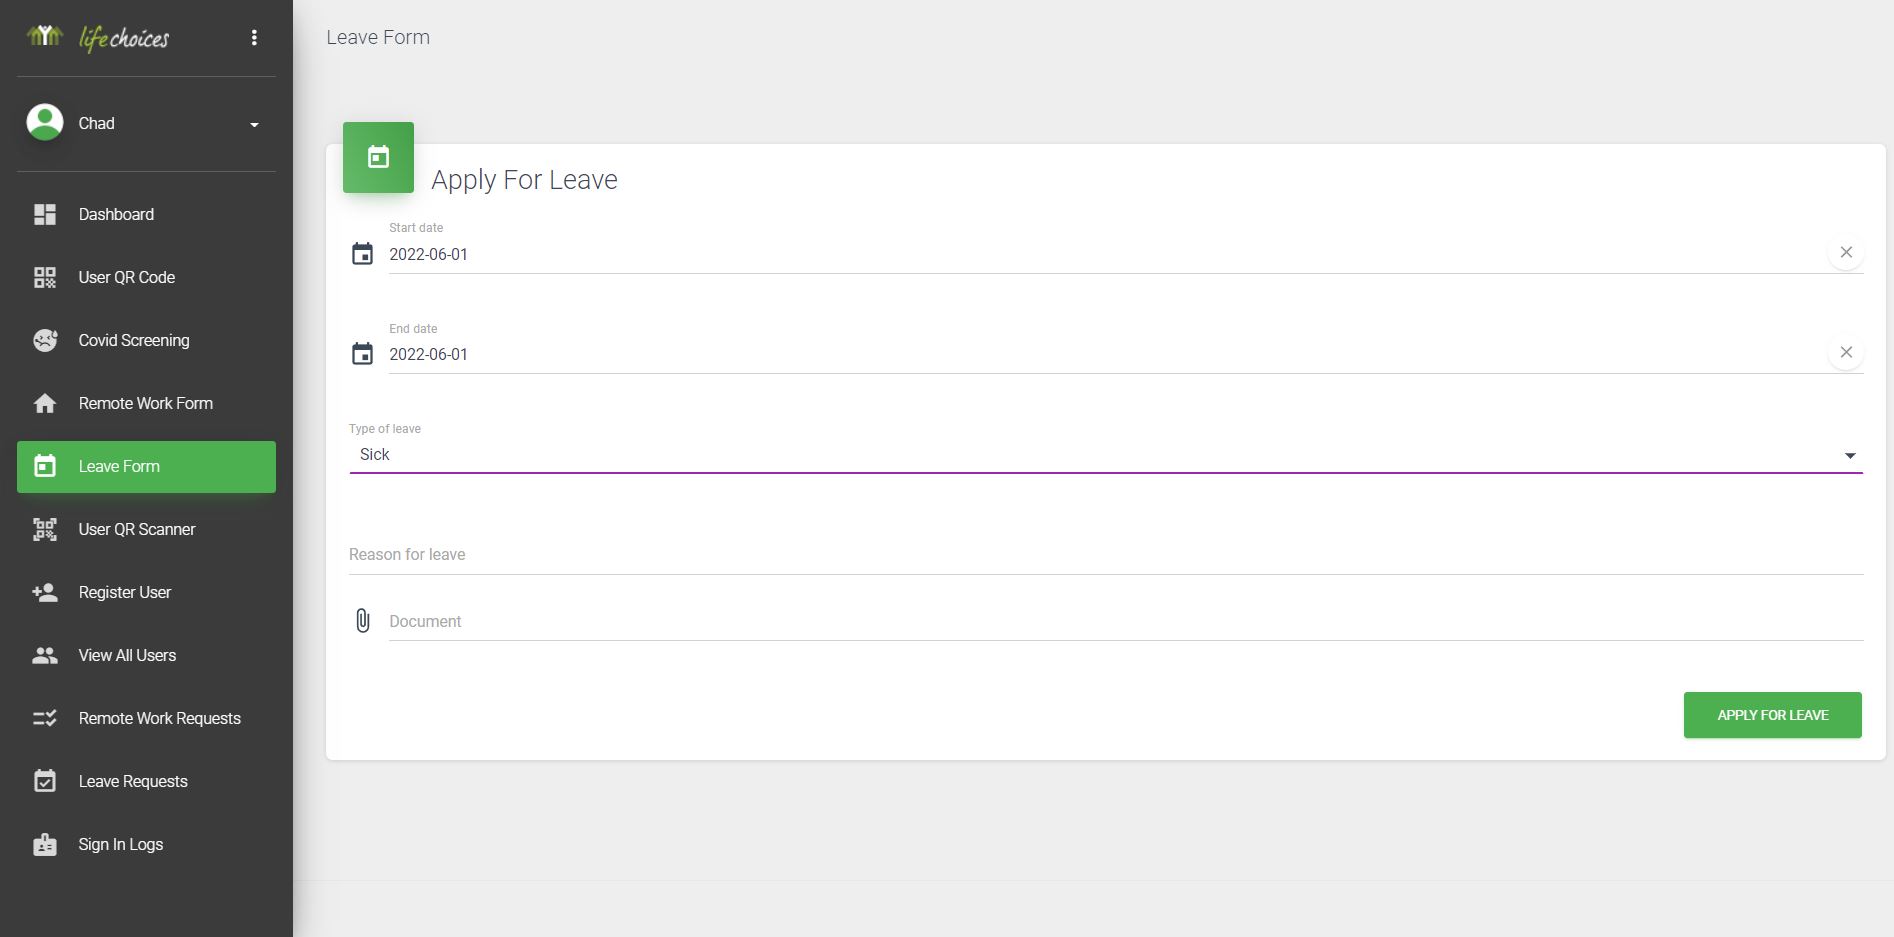 lifechoices
Chad
Dashboard
User QR Code
Covid Screening
Remote Work Form
Leave Form
User QR Scanner
Register User
View All Users
Remote Work Requests
Leave Requests
Sign In Logs
Leave Form
Apply For Leave
Start date
2022-06-01
End date
2022-06-01
Type of leave
Sick
Reason for leave
Document
APPLY FOR LEAVE